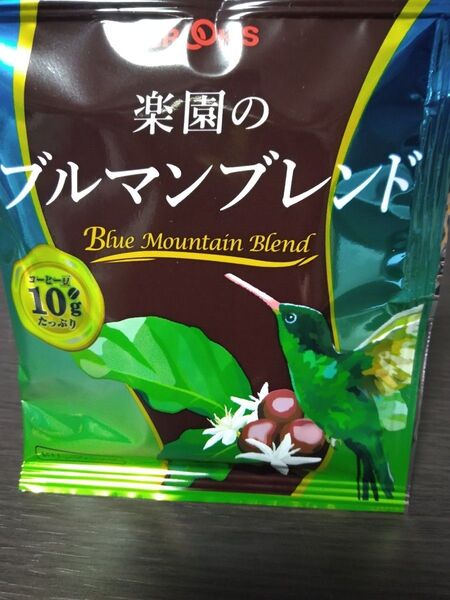 BROOK'S
楽園の
ブルマンブレンド
Blue Mountain Blend
コーヒー豆
10g
たっぷり